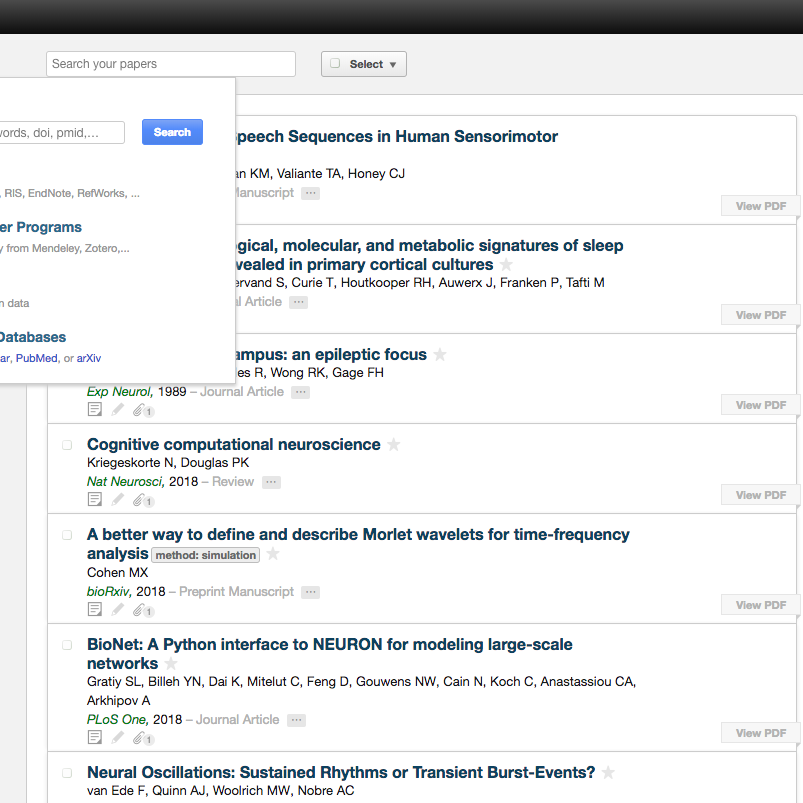 Search your papers
Select ▼
words, doi, pmid,...
Search
Speech Sequences in Human Sensorimotor
an KM, Valiante TA, Honey CJ
Manuscript ...
, RIS, EndNote, RefWorks, ...
View PDF
er Programs
y from Mendeley, Zotero,...
gical, molecular, and metabolic signatures of sleep
vealed in primary cortical cultures
ervand S, Curie T, Houtkooper RH, Auwerx J, Franken P, Tafti M
al Article ...
n data
View PDF
Databases
ar, PubMed, or arXiv
ampus: an epileptic focus
es R, Wong RK, Gage FH
Exp Neurol, 1989 – Journal Article ...
1
View PDF
Cognitive computational neuroscience
Kriegeskorte N, Douglas PK
Nat Neurosci, 2018 – Review ...
1
View PDF
A better way to define and describe Morlet wavelets for time-frequency
analysis method: simulation
Cohen MX
bioRxiv, 2018 – Preprint Manuscript ...
1
View PDF
BioNet: A Python interface to NEURON for modeling large-scale
networks
Gratiy SL, Billeh YN, Dai K, Mitelut C, Feng D, Gouwens NW, Cain N, Koch C, Anastassiou CA,
Arkhipov A
PLoS One, 2018 – Journal Article ...
1
View PDF
Neural Oscillations: Sustained Rhythms or Transient Burst-Events?
van Ede F, Quinn AJ, Woolrich MW, Nobre AC